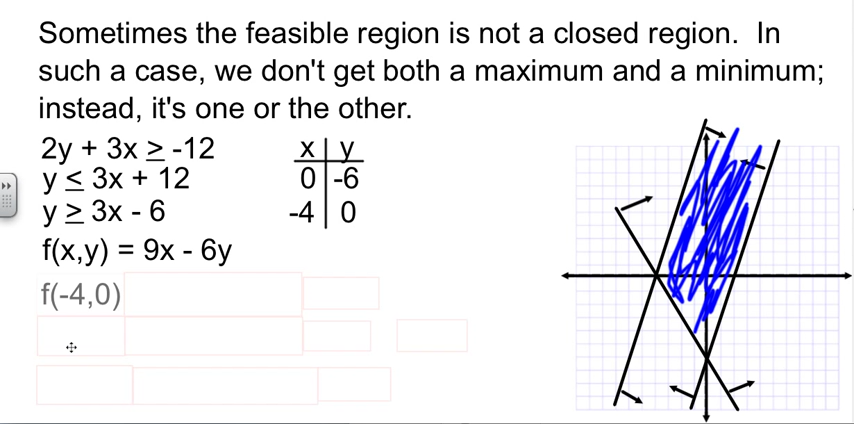 Sometimes the feasible region is not a closed region. In
such a case, we don't get both a maximum and a minimum;
instead, it's one or the other.
2y + 3x ≥ -12
y ≤ 3x + 12
y ≥ 3x - 6
x y
0 -6
-4 0
f(x,y) = 9x - 6y
f(-4,0)